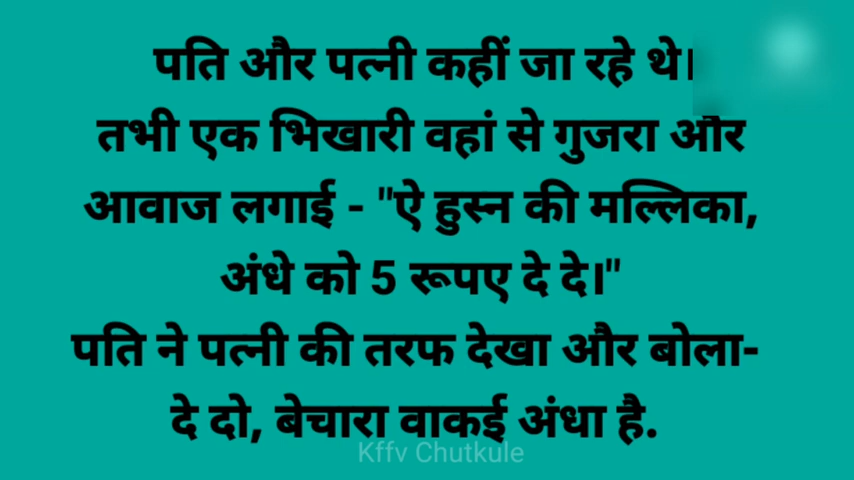 पति और पत्नी कहीं जा रहे थे।
तभी एक भिखारी वहां से गुजरा और
आवाज लगाई - "ऐ हुस्न की मल्लिका,
अंधे को 5 रूपए दे दे।"
पति ने पत्नी की तरफ देखा और बोला-
दे दो, बेचारा वाकई अंधा है.
Kffv Chutkule